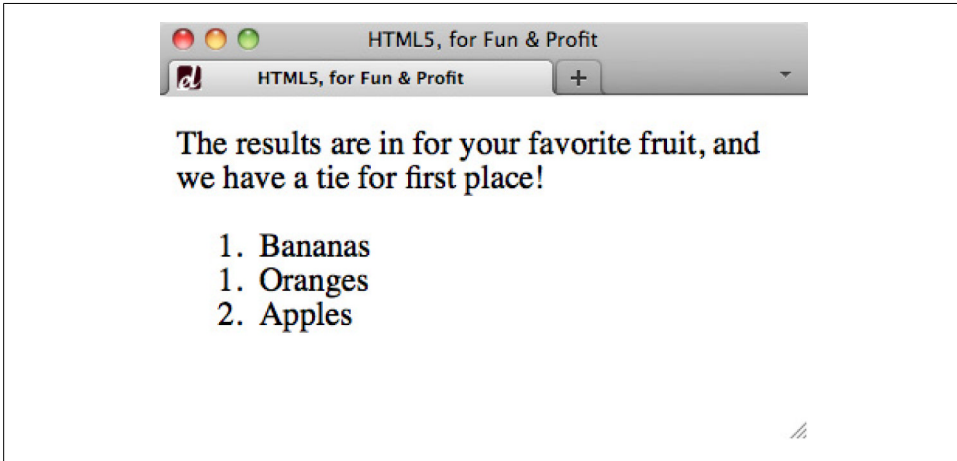 HTML5, for Fun & Profit
HTML5, for Fun & Profit
The results are in for your favorite fruit, and
we have a tie for first place!
1. Bananas
1. Oranges
2. Apples